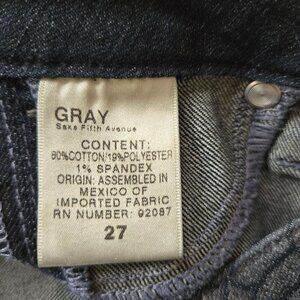 GRAY
Saks Fifth Avenue
CONTENT:
80%COTTON/19%POLYESTER
1% SPANDEX
ORIGIN: ASSEMBLED IN
MEXICO OF
IMPORTED FABRIC
RN NUMBER: 92087
27